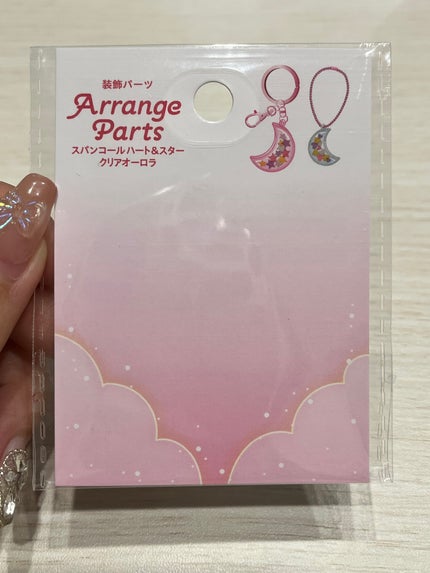 装飾パーツ
Arrange
Parts
スパンコールハート&スター
クリアオーロラ